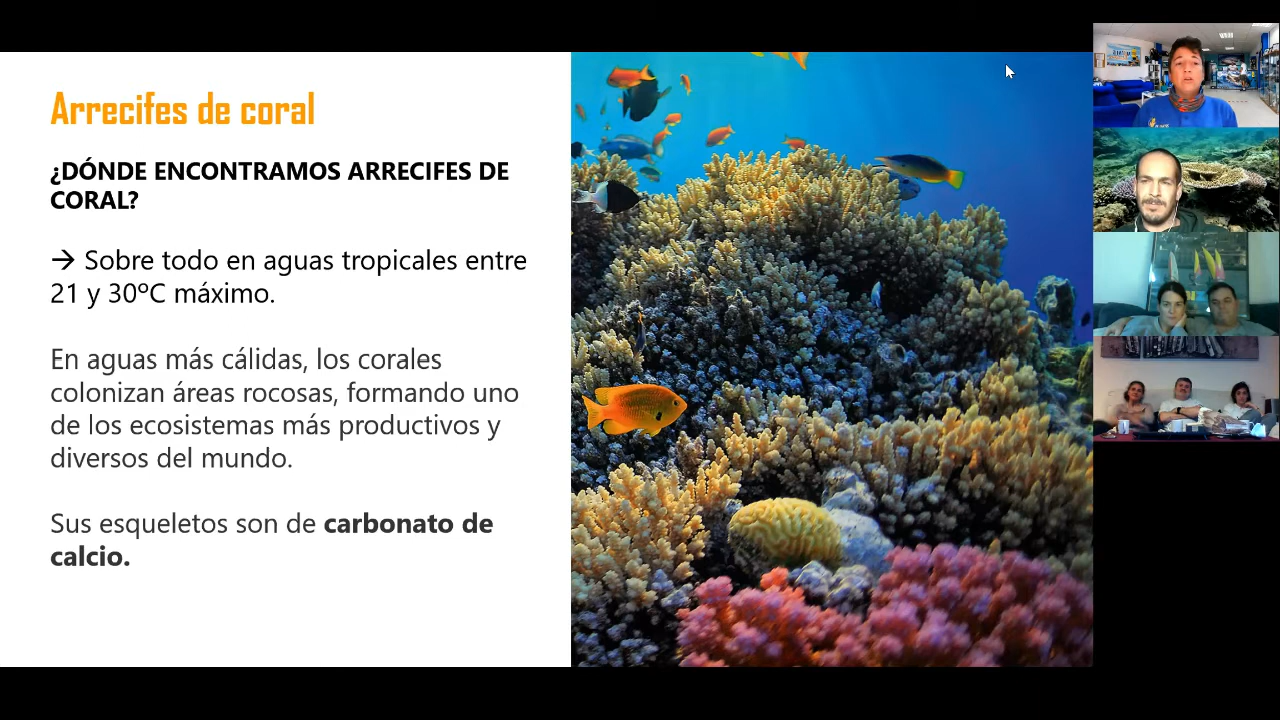 Arrecifes de coral
¿DÓNDE ENCONTRAMOS ARRECIFES DE
CORAL?
→ Sobre todo en aguas tropicales entre
21 y 30ºC máximo.
En aguas más cálidas, los corales
colonizan áreas rocosas, formando uno
de los ecosistemas más productivos y
diversos del mundo.
Sus esqueletos son de carbonato de
calcio.